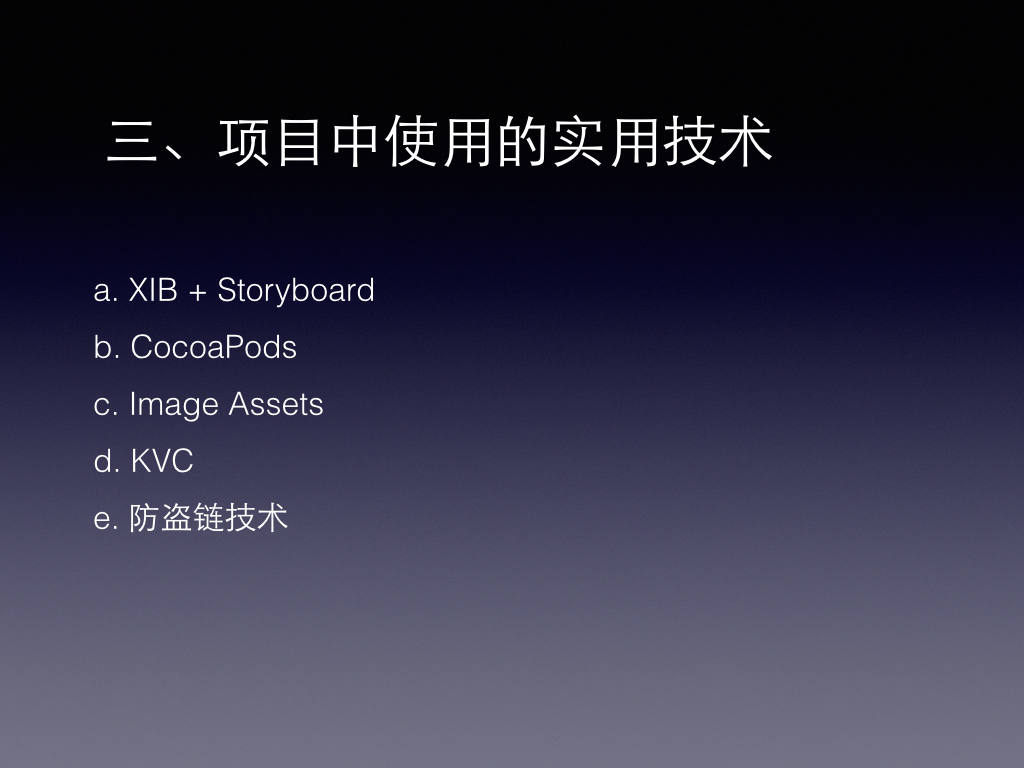 三、项目中使用的实用技术
a. XIB + Storyboard
b. CocoaPods
c. Image Assets
d. KVC
e. 防盗链技术